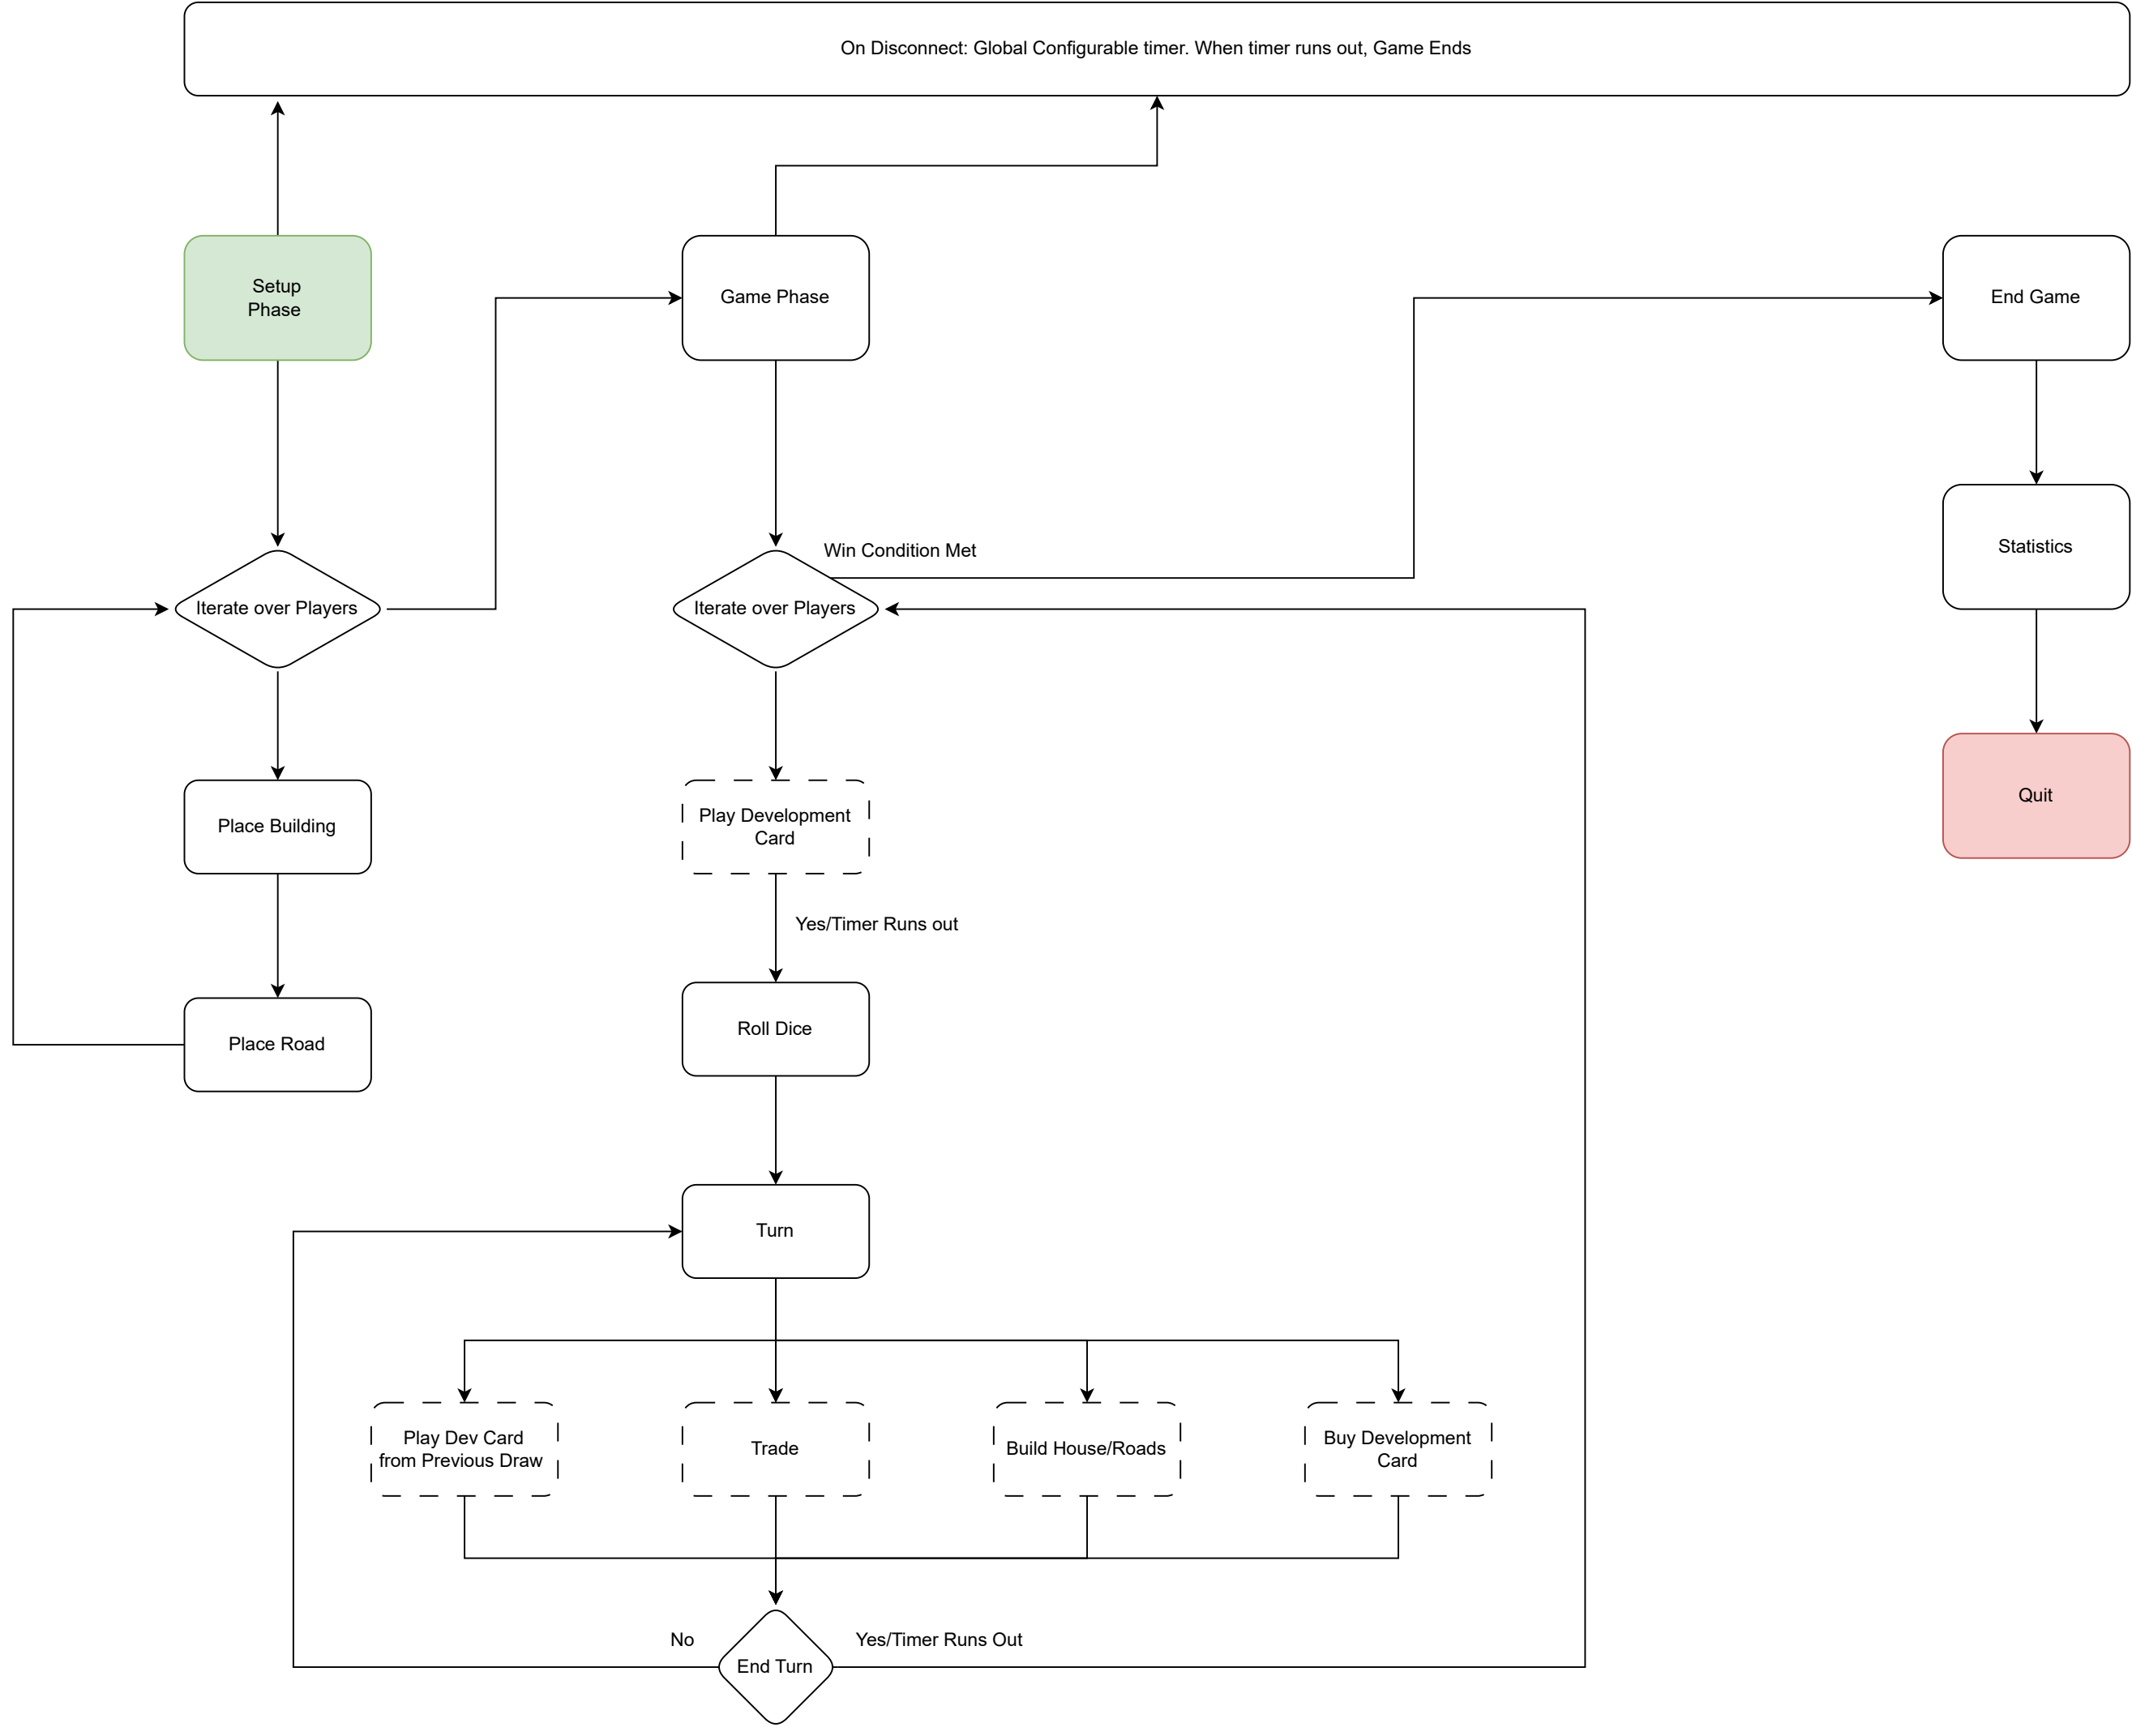 On Disconnect: Global Configurable timer. When timer runs out, Game Ends
Setup
Phase
Game Phase
End Game
Win Condition Met
Statistics
Iterate over Players
Iterate over Players
Quit
Place Building
Play Development
Card
Yes/Timer Runs out
Roll Dice
Place Road
Turn
Play Dev Card
from Previous Draw
Trade
Build House/Roads
Buy Development
Card
No
Yes/Timer Runs Out
End Turn